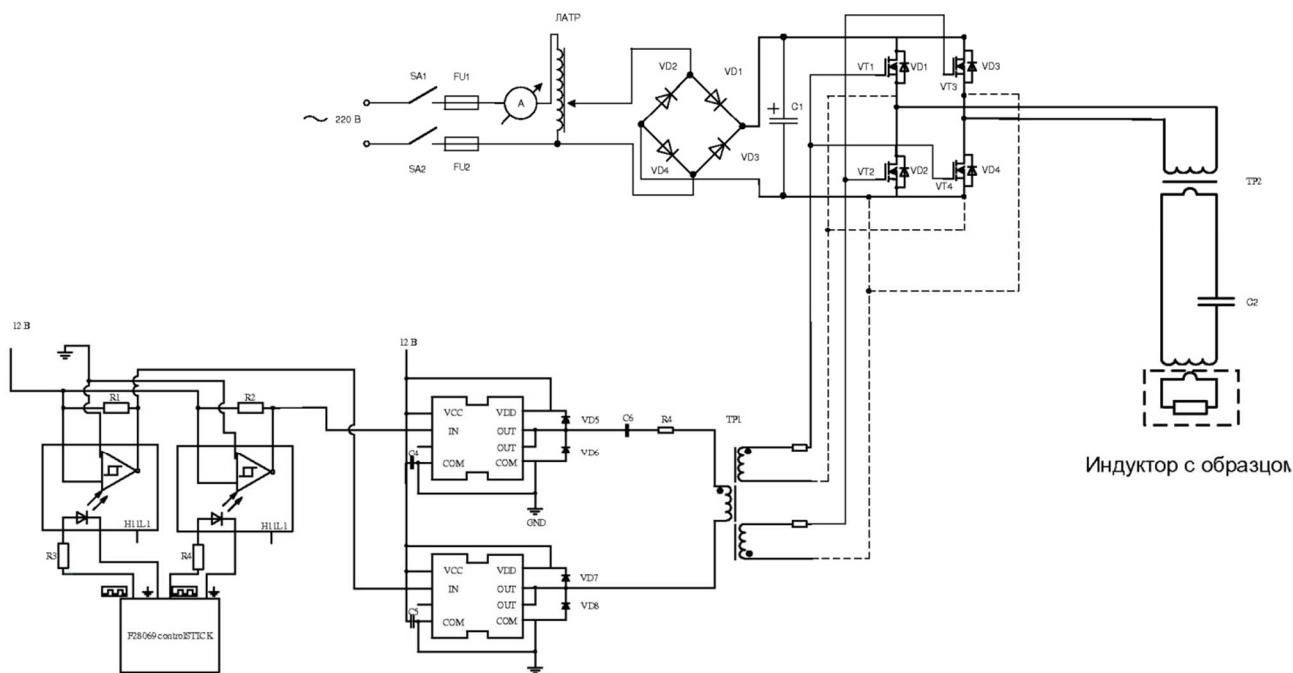 ЛАТР
SA1
FU1
A
220 В
SA2
FU2
VD2
VD1
VD4
VD3
C1
VT1
VD1
VT3
VD3
VT2
VD2
VT4
VD4
TP2
C2
Индуктор с образцом
12 В
R1
R2
H11L1
H11L1
R3
R4
F28069 controlSTICK
12 В
VCC
VDD
IN
OUT
OUT
COM
COM
C4
VD5
VD6
C6
R4
TP1
GND
VCC
VDD
IN
OUT
OUT
COM
COM
C5
VD7
VD8